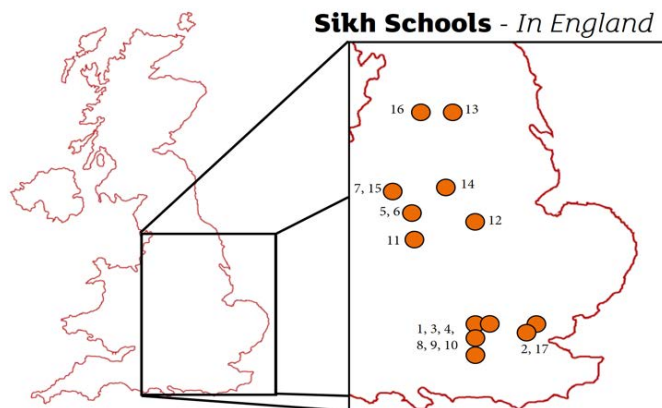 Sikh Schools - In England
16 13
7, 15 14
5, 6
12
11
1, 3, 4,
8, 9, 10 2, 17